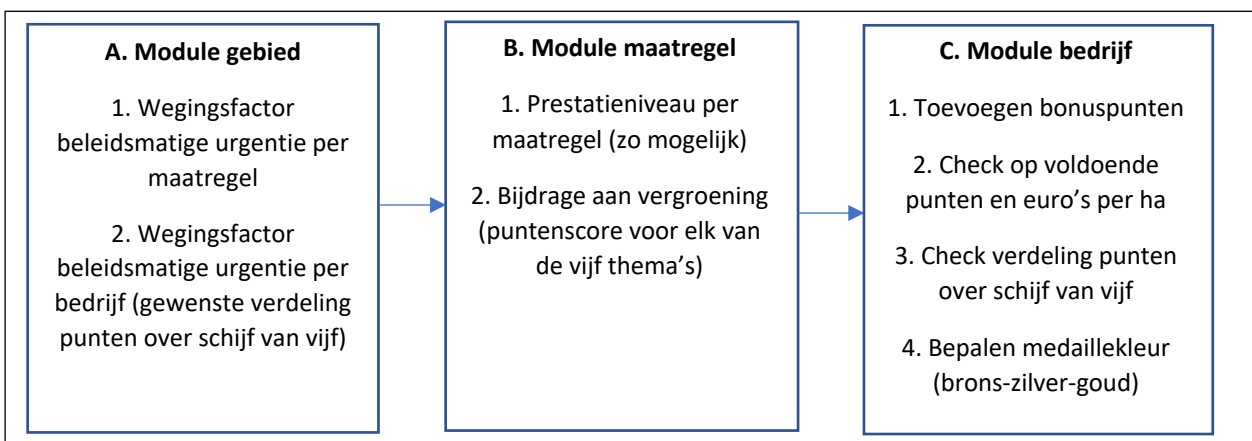 A. Module gebied
1. Wegingsfactor
beleidsmatige urgentie per
maatregel
2. Wegingsfactor
beleidsmatige urgentie per
bedrijf (gewenste verdeling
punten over schijf van vijf)
B. Module maatregel
1. Prestatieniveau per
maatregel (zo mogelijk)
2. Bijdrage aan vergroening
(puntenscore voor elk van
de vijf thema’s)
C. Module bedrijf
1. Toevoegen bonuspunten
2. Check op voldoende
punten en euro’s per ha
3. Check verdeling punten
over schijf van vijf
4. Bepalen medaillekleur
(brons-zilver-goud)